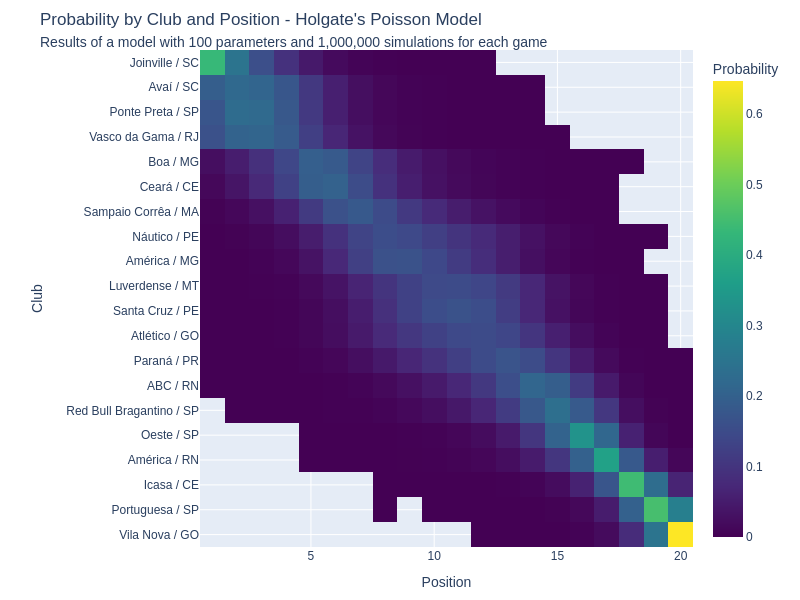 Probability by Club and Position - Holgate's Poisson Model
Results of a model with 100 parameters and 1,000,000 simulations for each game
Probability
Joinville / SC
Avaí / SC
Ponte Preta / SP
Vasco da Gama / RJ
Boa / MG
Ceará / CE
Sampaio Corrêa / MA
Náutico / PE
América / MG
Luverdense / MT
Santa Cruz / PE
Atlético / GO
Paraná / PR
ABC / RN
Red Bull Bragantino / SP
Oeste / SP
América / RN
Icasa / CE
Portuguesa / SP
Vila Nova / GO
Club
5
10
15
20
Position
0.6
0.5
0.4
0.3
0.2
0.1
0